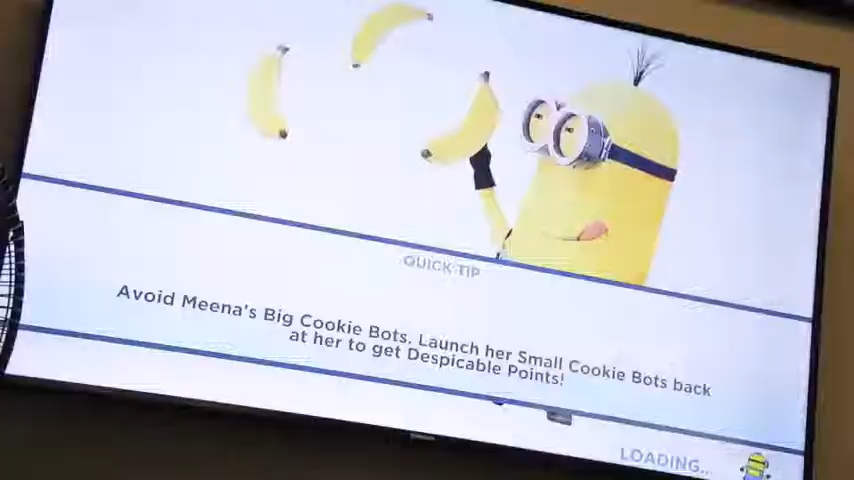 QUICK TIP
Avoid Meena's Big Cookie Bots. Launch her Small Cookie Bots back
at her to get Despicable Points!
LOADING...